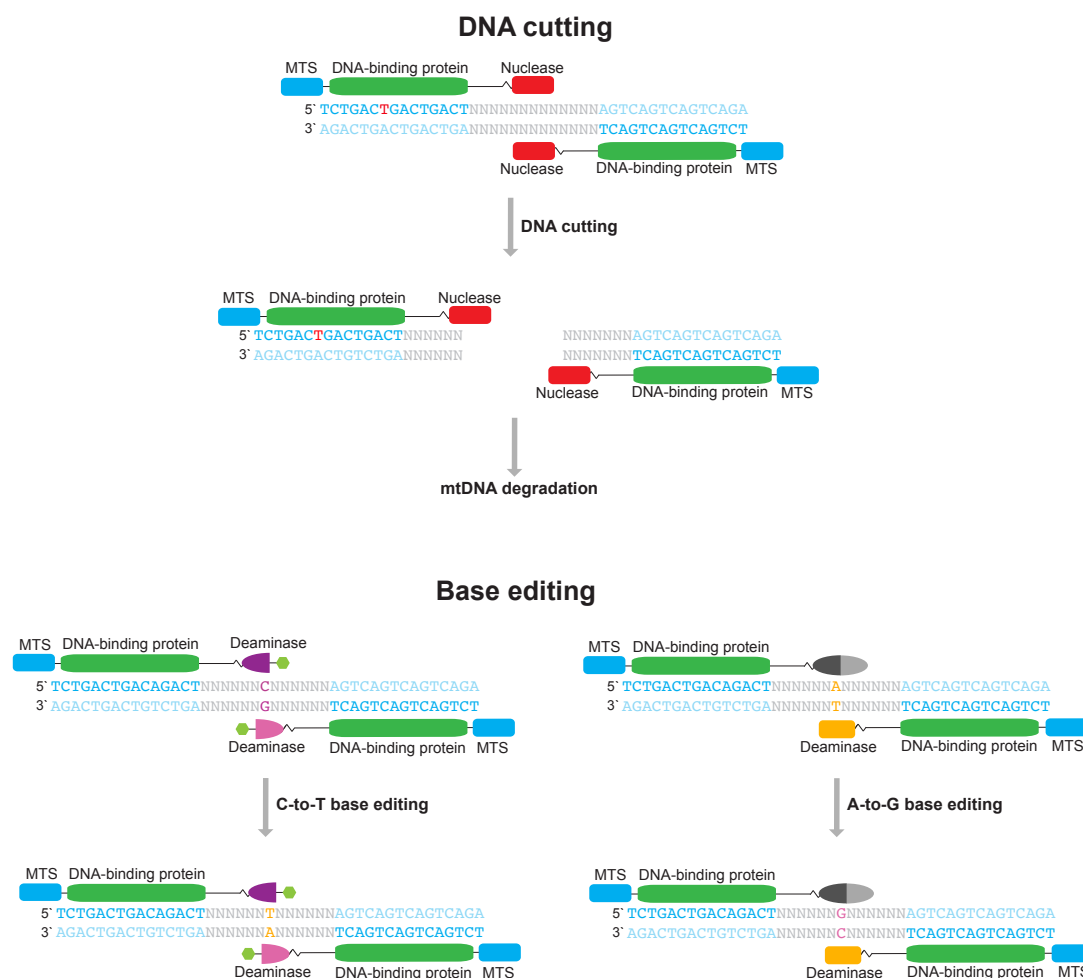 DNA cutting
MTS DNA-binding protein Nuclease
5` TCTGACTGACTGACTNNNNNNNNNNNNNAGTCAGTCAGTCAGA
3` AGACTGACTGACTGANNNNNNNNNNNNNTCAGTCAGTCAGTCT
Nuclease DNA-binding protein MTS
DNA cutting
MTS DNA-binding protein Nuclease
5` TCTGACTGACTGACTNNNNNN NNNNNNNAGTCAGTCAGTCAGA
3` AGACTGACTGTCTGANNNNNN NNNNNNNTCAGTCAGTCAGTCT
Nuclease DNA-binding protein MTS
mtDNA degradation
Base editing
MTS DNA-binding protein Deaminase
5` TCTGACTGACAGACTNNNNNNCNNNNNNAGTCAGTCAGTCAGA
3` AGACTGACTGTCTGANNNNNNGNNNNNNTCAGTCAGTCAGTCT
Deaminase DNA-binding protein MTS
C-to-T base editing
MTS DNA-binding protein
5` TCTGACTGACAGACTNNNNNNTNNNNNNAGTCAGTCAGTCAGA
3` AGACTGACTGTCTGANNNNNNANNNNNNTCAGTCAGTCAGTCT
Deaminase DNA-binding protein MTS
MTS DNA-binding protein
5` TCTGACTGACAGACTNNNNNNANNNNNNAGTCAGTCAGTCAGA
3` AGACTGACTGTCTGANNNNNNTNNNNNNTCAGTCAGTCAGTCT
Deaminase DNA-binding protein MTS
A-to-G base editing
MTS DNA-binding protein
5` TCTGACTGACAGACTNNNNNNGNNNNNNAGTCAGTCAGTCAGA
3` AGACTGACTGTCTGANNNNNNCNNNNNNTCAGTCAGTCAGTCT
Deaminase DNA-binding protein MTS